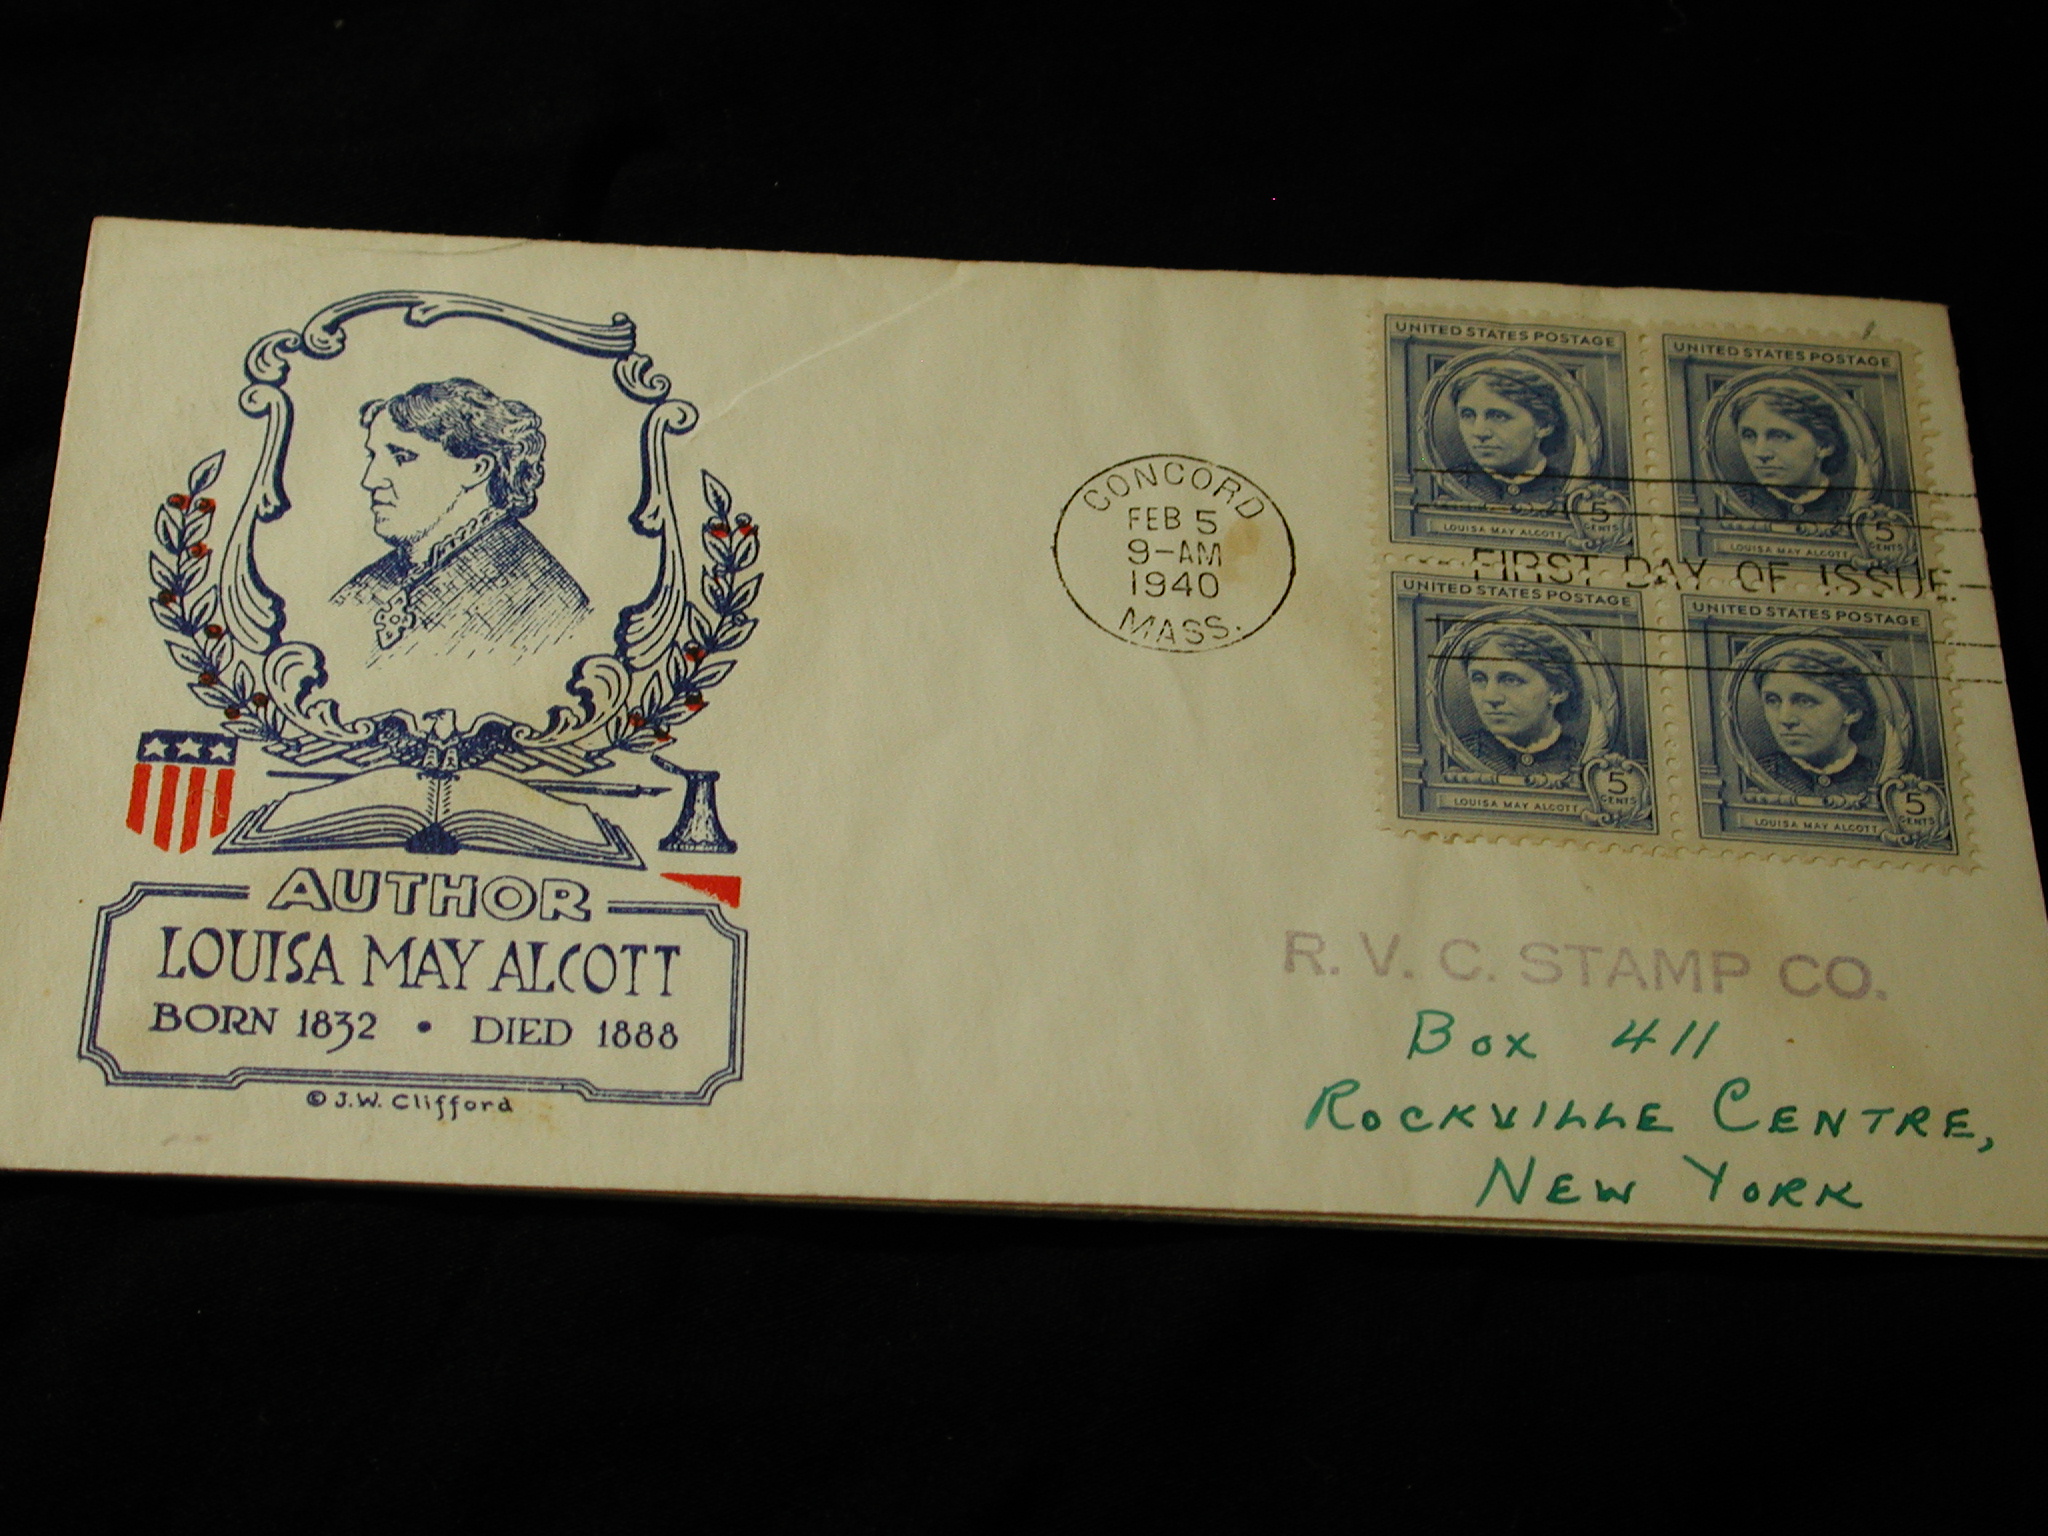 AUTHOR
LOUISA MAY ALCOTT
BORN 1832 • DIED 1888
© J.W. Clifford
CONCORD
FEB 5
9-AM
1940
MASS.
UNITED STATES POSTAGE
5
CENTS
LOUISA MAY ALCOTT
UNITED STATES POSTAGE
5
CENTS
LOUISA MAY ALCOTT
FIRST DAY OF ISSUE
UNITED STATES POSTAGE
5
CENTS
LOUISA MAY ALCOTT
UNITED STATES POSTAGE
5
CENTS
LOUISA MAY ALCOTT
R. V. C. STAMP CO.
Box 411
ROCKVILLE CENTRE,
NEW YORK